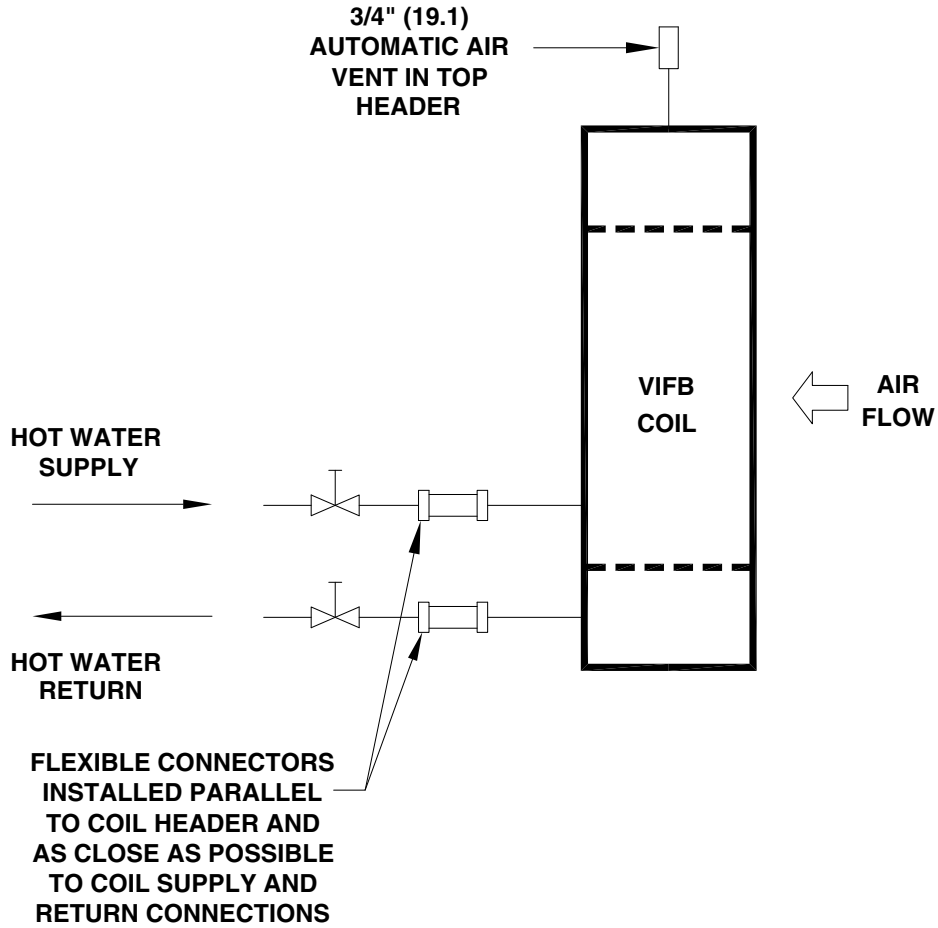 3/4" (19.1)
AUTOMATIC AIR
VENT IN TOP
HEADER
VIFB
COIL
AIR
FLOW
HOT WATER
SUPPLY
HOT WATER
RETURN
FLEXIBLE CONNECTORS
INSTALLED PARALLEL
TO COIL HEADER AND
AS CLOSE AS POSSIBLE
TO COIL SUPPLY AND
RETURN CONNECTIONS